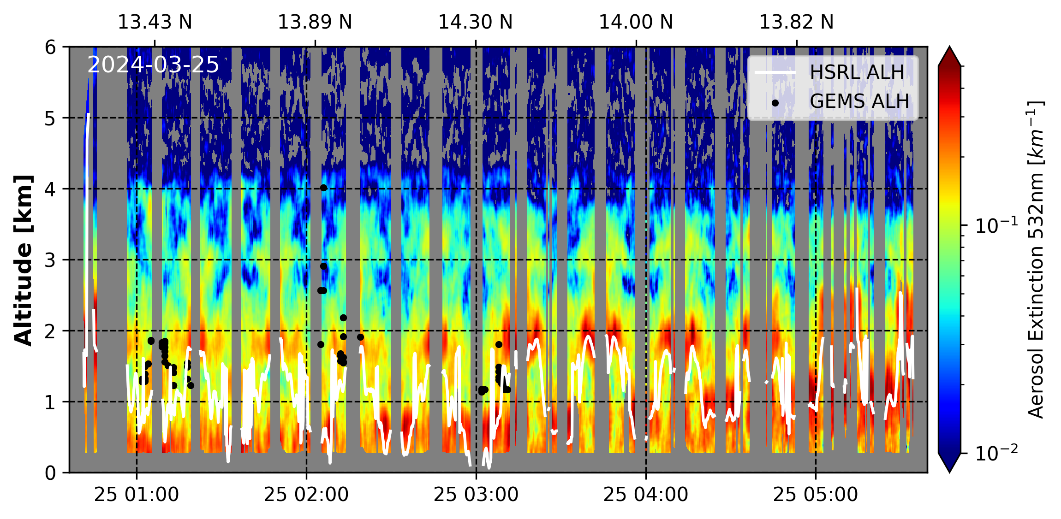 13.43 N 13.89 N 14.30 N 14.00 N 13.82 N
2024-03-25
HSRL ALH
GEMS ALH
Altitude [km]
6
5
4
3
2
1
0
25 01:00 25 02:00 25 03:00 25 04:00 25 05:00
10⁻¹
10⁻²
Aerosol Extinction 532nm [km⁻¹]